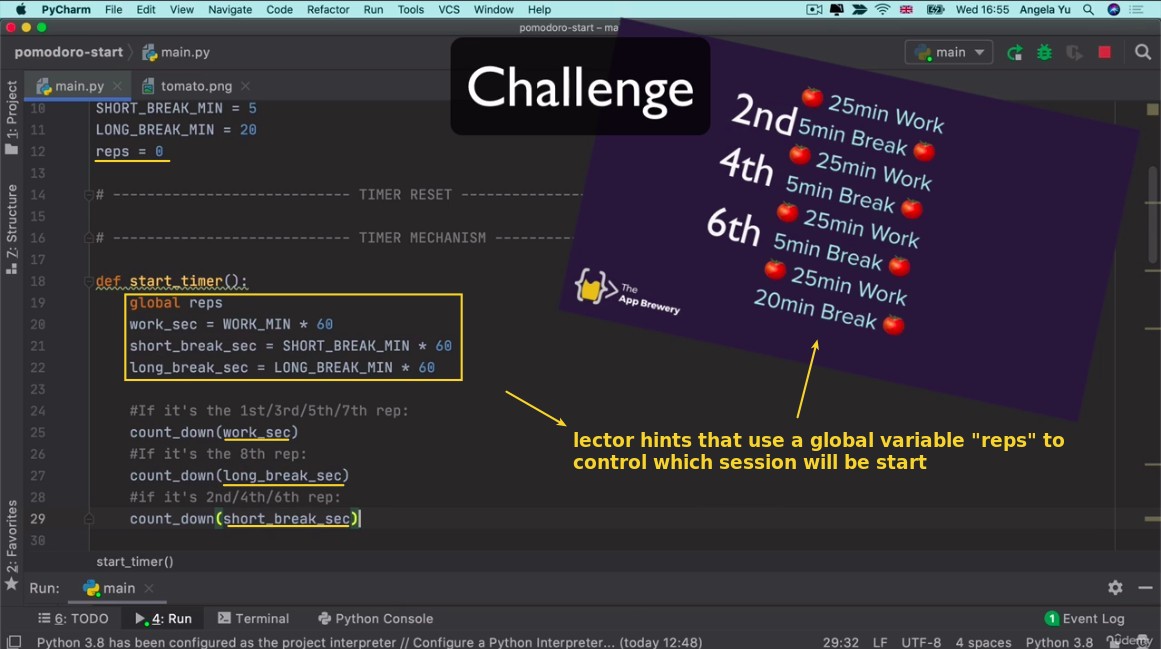 PyCharm File Edit View Navigate Code Refactor Run Tools VCS Window Help Wed 16:55 Angela Yu
pomodoro-start – ma
pomodoro-start main.py main
main.py tomato.png
Challenge
1: Project
Z: Structure
2: Favorites
10 SHORT_BREAK_MIN = 5
11 LONG_BREAK_MIN = 20
12 reps = 0
13
14 # ---------------------------- TIMER RESET ---------------
15
16 # ---------------------------- TIMER MECHANISM ---------
17
18 def start_timer():
19 global reps
20 work_sec = WORK_MIN * 60
21 short_break_sec = SHORT_BREAK_MIN * 60
22 long_break_sec = LONG_BREAK_MIN * 60
23
24 #If it's the 1st/3rd/5th/7th rep:
25 count_down(work_sec)
26 #If it's the 8th rep:
27 count_down(long_break_sec)
28 #if it's 2nd/4th/6th rep:
29 count_down(short_break_sec)
30
25min Work
2nd 5min Break
25min Work
4th 5min Break
25min Work
6th 5min Break
25min Work
20min Break
The
App Brewery
lector hints that use a global variable "reps" to
control which session will be start
start_timer()
Run: main
6: TODO 4: Run Terminal Python Console 1 Event Log
Python 3.8 has been configured as the project interpreter // Configure a Python Interpreter... (today 12:48) 29:32 LF UTF-8 4 spaces Python 3.8
Udemy